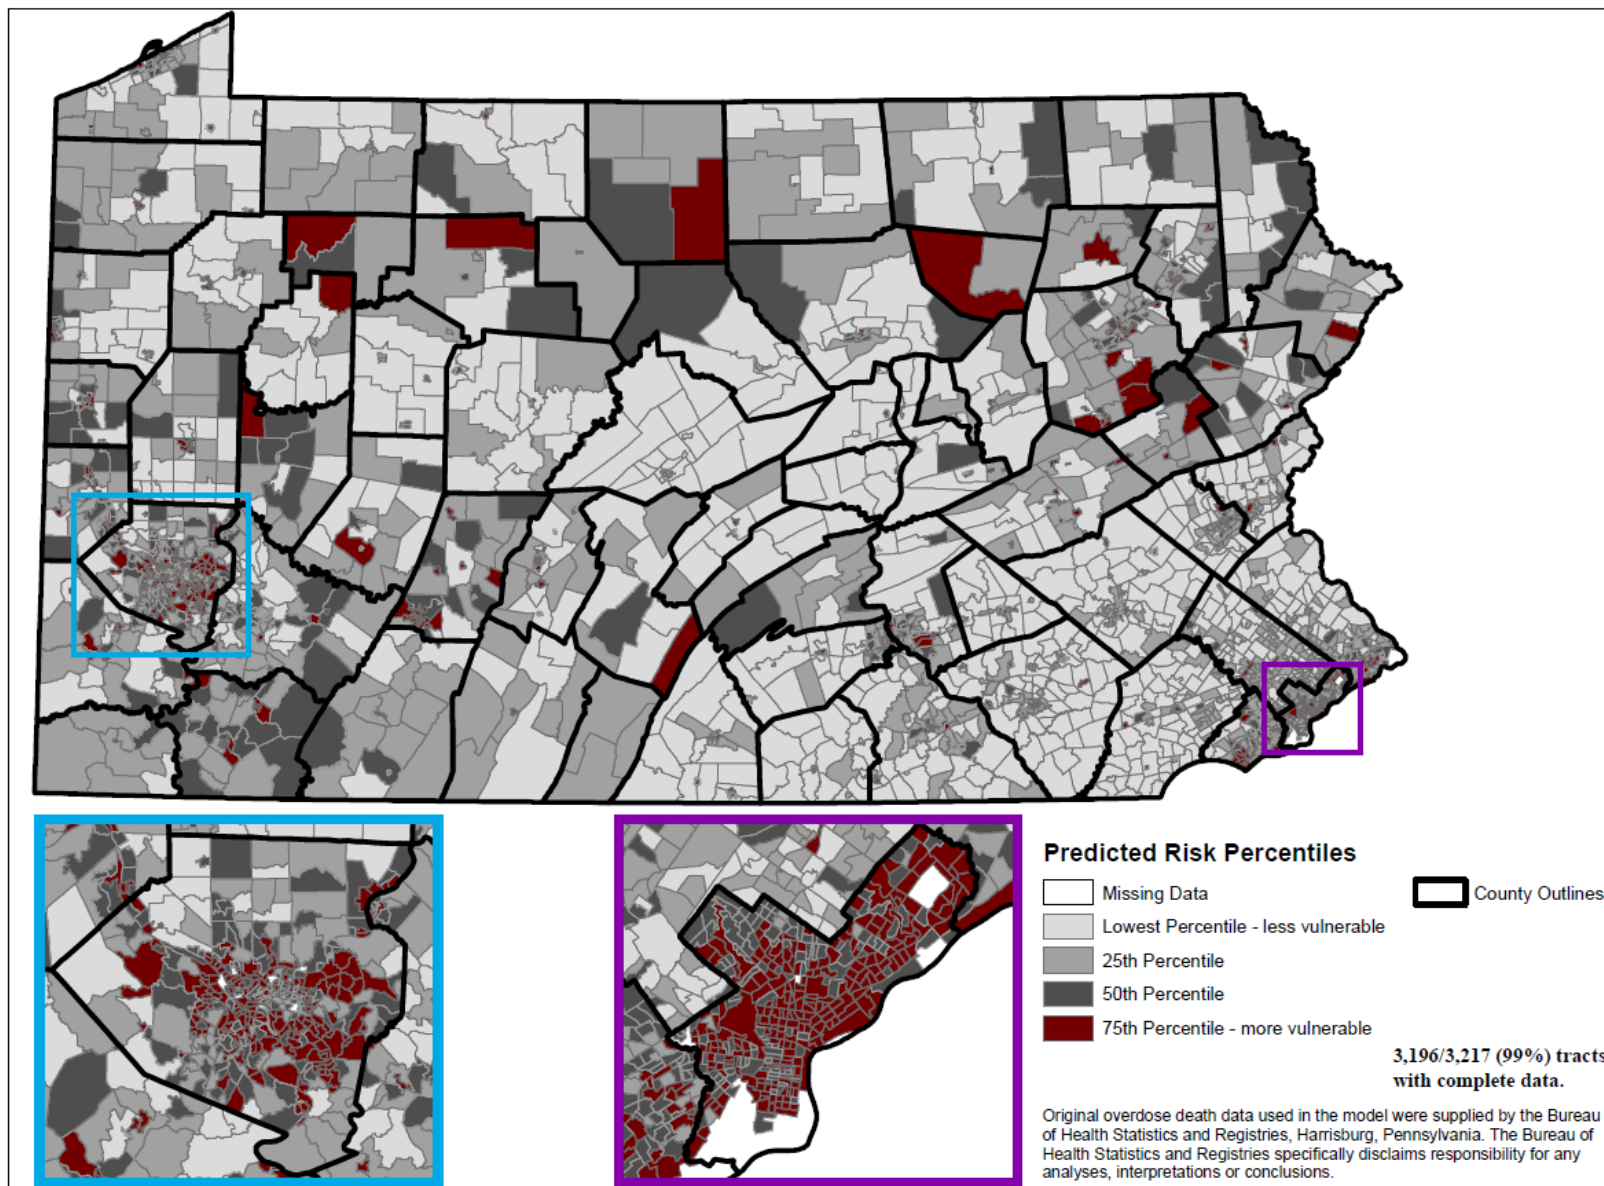 Predicted Risk Percentiles
Missing Data
County Outlines
Lowest Percentile - less vulnerable
25th Percentile
50th Percentile
75th Percentile - more vulnerable
3,196/3,217 (99%) tracts
with complete data.
Original overdose death data used in the model were supplied by the Bureau
of Health Statistics and Registries, Harrisburg, Pennsylvania. The Bureau of
Health Statistics and Registries specifically disclaims responsibility for any
analyses, interpretations or conclusions.